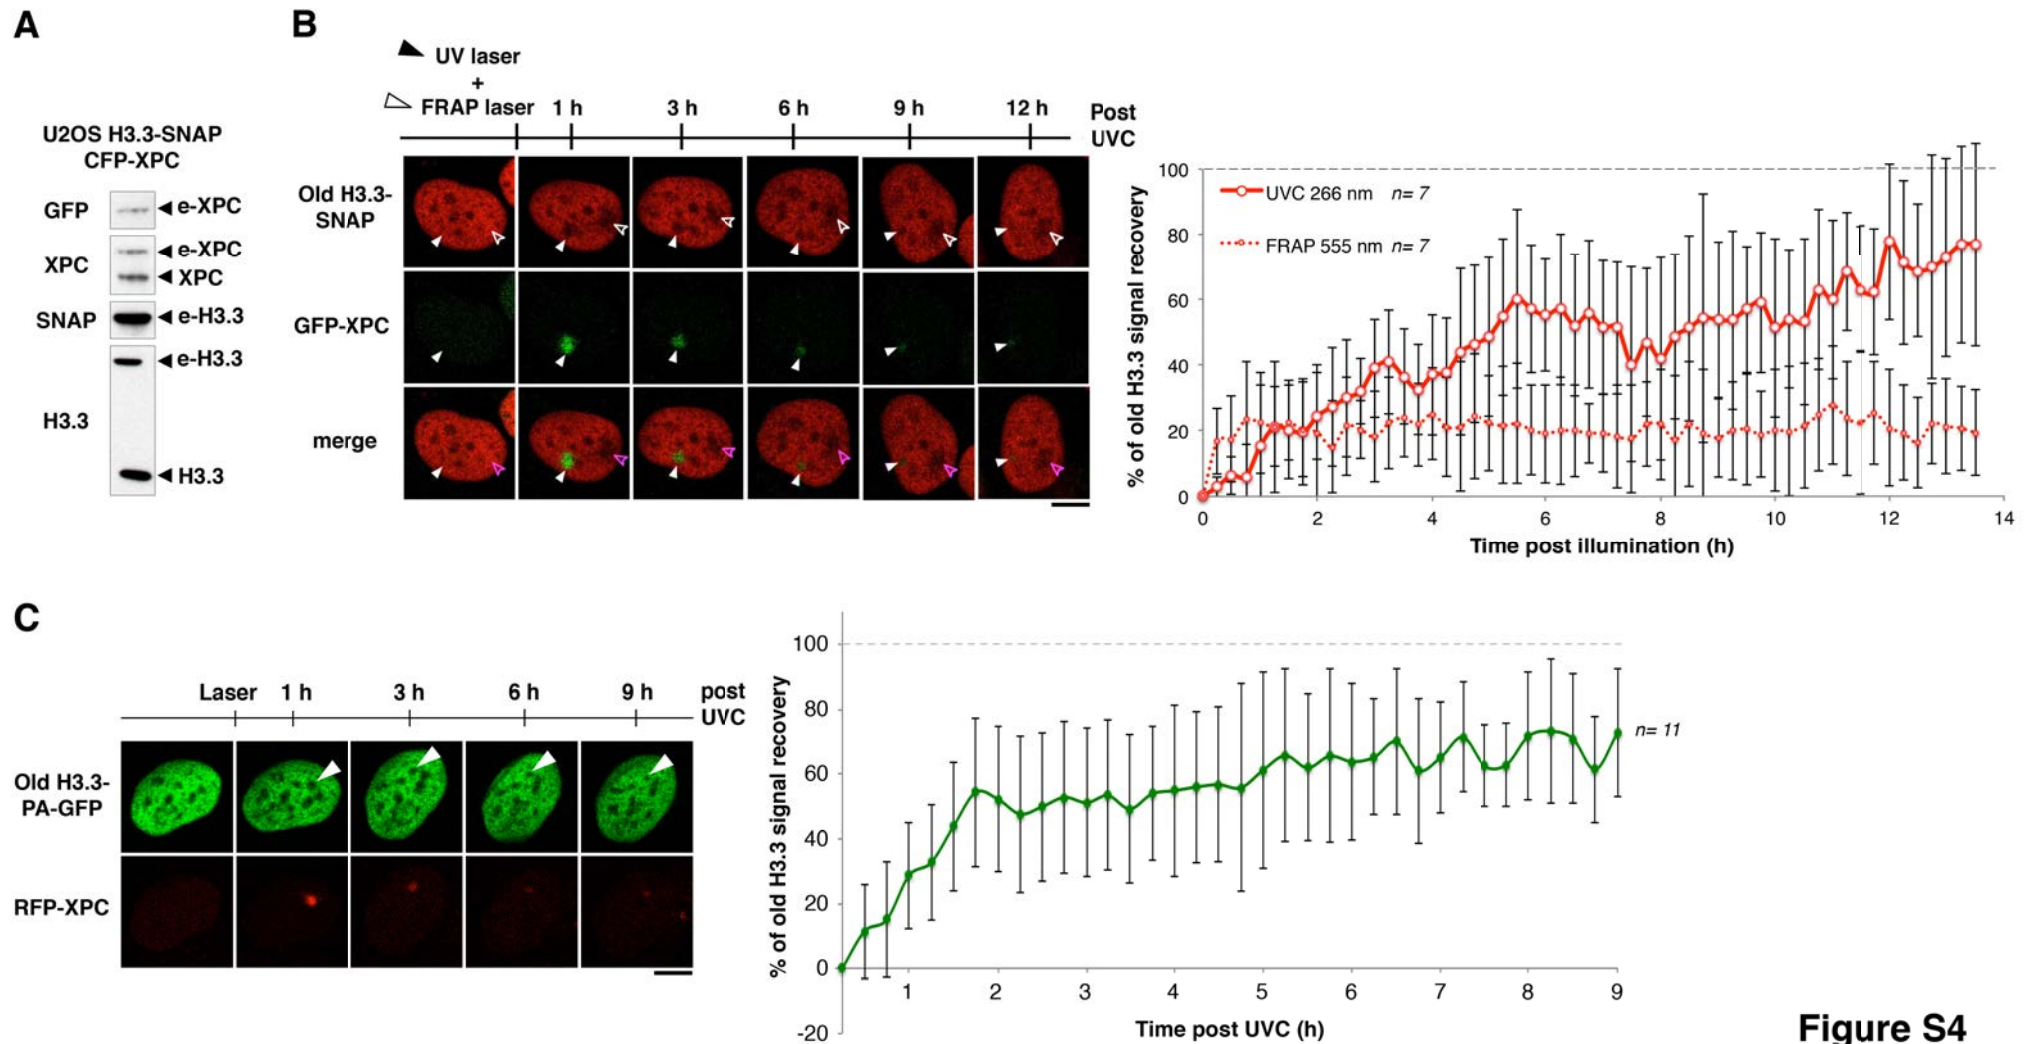 A
U2OS H3.3-SNAP
CFP-XPC
GFP
e-XPC
XPC
e-XPC
XPC
SNAP
e-H3.3
H3.3
e-H3.3
H3.3
B
UV laser
+
FRAP laser
1 h
3 h
6 h
9 h
12 h
Post
UVC
Old H3.3-
SNAP
GFP-XPC
merge
% of old H3.3 signal recovery
100
80
60
40
20
0
UVC 266 nm n= 7
FRAP 555 nm n= 7
0 2 4 6 8 10 12 14
Time post illumination (h)
C
Laser 1 h 3 h 6 h 9 h
post
UVC
Old H3.3-
PA-GFP
RFP-XPC
% of old H3.3 signal recovery
100
80
60
40
20
0
-20
n= 11
1 2 3 4 5 6 7 8 9
Time post UVC (h)
Figure S4